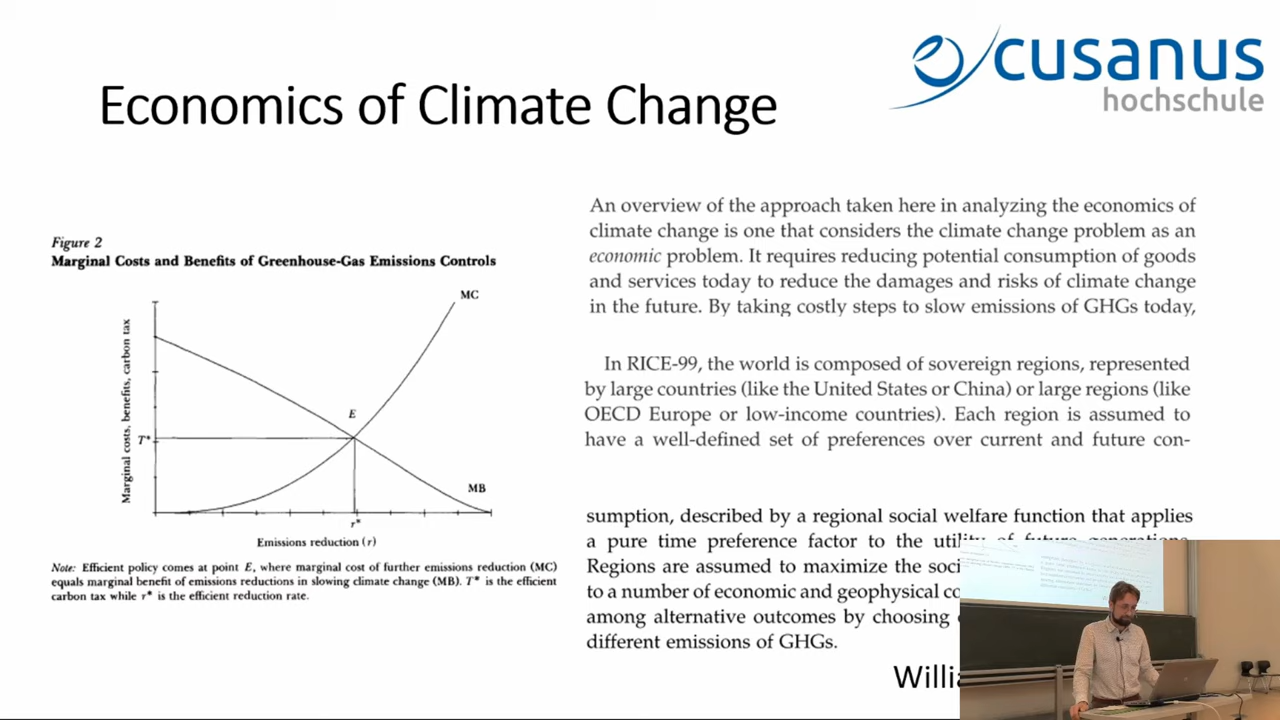 cusanus
hochschule
Economics of Climate Change
Figure 2
Marginal Costs and Benefits of Greenhouse-Gas Emissions Controls
MC
Marginal costs, benefits, carbon tax
E
T*
MB
r*
Emissions reduction (r)
Note: Efficient policy comes at point E, where marginal cost of further emissions reduction (MC)
equals marginal benefit of emissions reductions in slowing climate change (MB). T* is the efficient
carbon tax while r* is the efficient reduction rate.
An overview of the approach taken here in analyzing the economics of
climate change is one that considers the climate change problem as an
economic problem. It requires reducing potential consumption of goods
and services today to reduce the damages and risks of climate change
in the future. By taking costly steps to slow emissions of GHGs today,
In RICE-99, the world is composed of sovereign regions, represented
by large countries (like the United States or China) or large regions (like
OECD Europe or low-income countries). Each region is assumed to
have a well-defined set of preferences over current and future con-
sumption, described by a regional social welfare function that applies
a pure time preference factor to the utility of future generations.
Regions are assumed to maximize the soci
to a number of economic and geophysical co
among alternative outcomes by choosing
different emissions of GHGs.
Willia